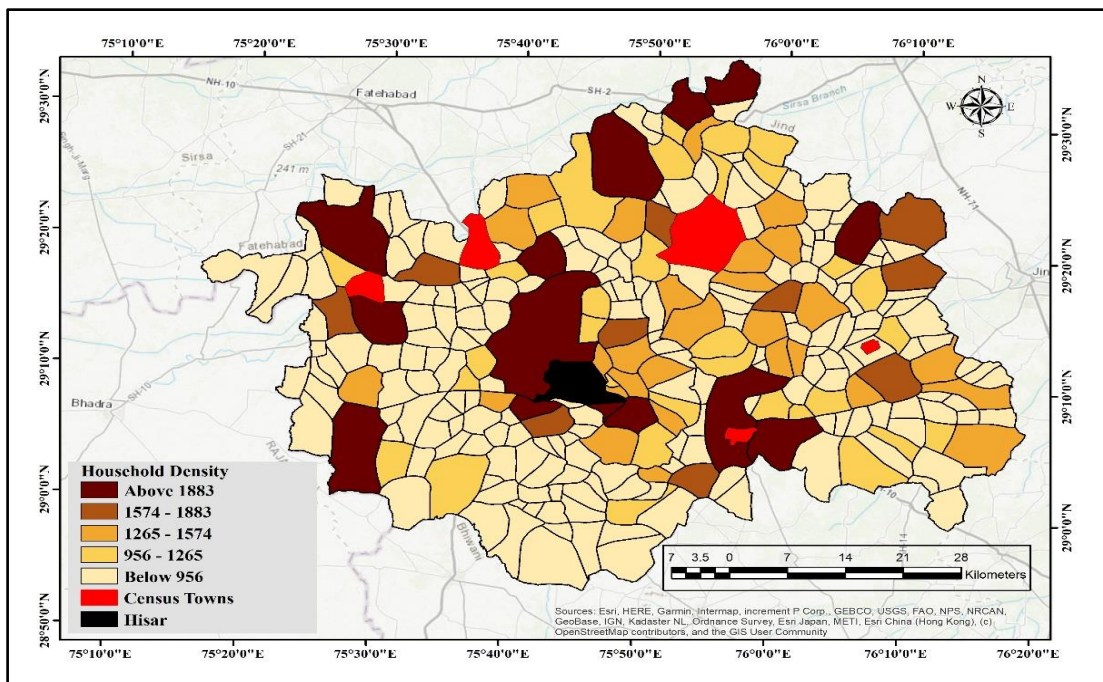 75°10'0"E 75°20'0"E 75°30'0"E 75°40'0"E 75°50'0"E 76°0'0"E 76°10'0"E
29°30'0"N
29°20'0"N
29°10'0"N
29°0'0"N
28°50'0"N
29°30'0"N
29°20'0"N
29°10'0"N
29°0'0"N
NH-10
Fatehabad
SH-2
Sirsa Branch
Jind
N
W E
S
SH-21
Sirsa
241 m
NH-71
Fatehabad
SH-10
Bhadra
Bhiwani
Household Density
Above 1883
1574 - 1883
1265 - 1574
956 - 1265
Below 956
Census Towns
Hisar
7 3.5 0 7 14 21 28
Kilometers
Sources: Esri, HERE, Garmin, Intermap, increment P Corp., GEBCO, USGS, FAO, NPS, NRCAN,
GeoBase, IGN, Kadaster NL, Ordnance Survey, Esri Japan, METI, Esri China (Hong Kong), (c)
OpenStreetMap contributors, and the GIS User Community
75°10'0"E 75°20'0"E 75°30'0"E 75°40'0"E 75°50'0"E 76°0'0"E 76°10'0"E 76°20'0"E